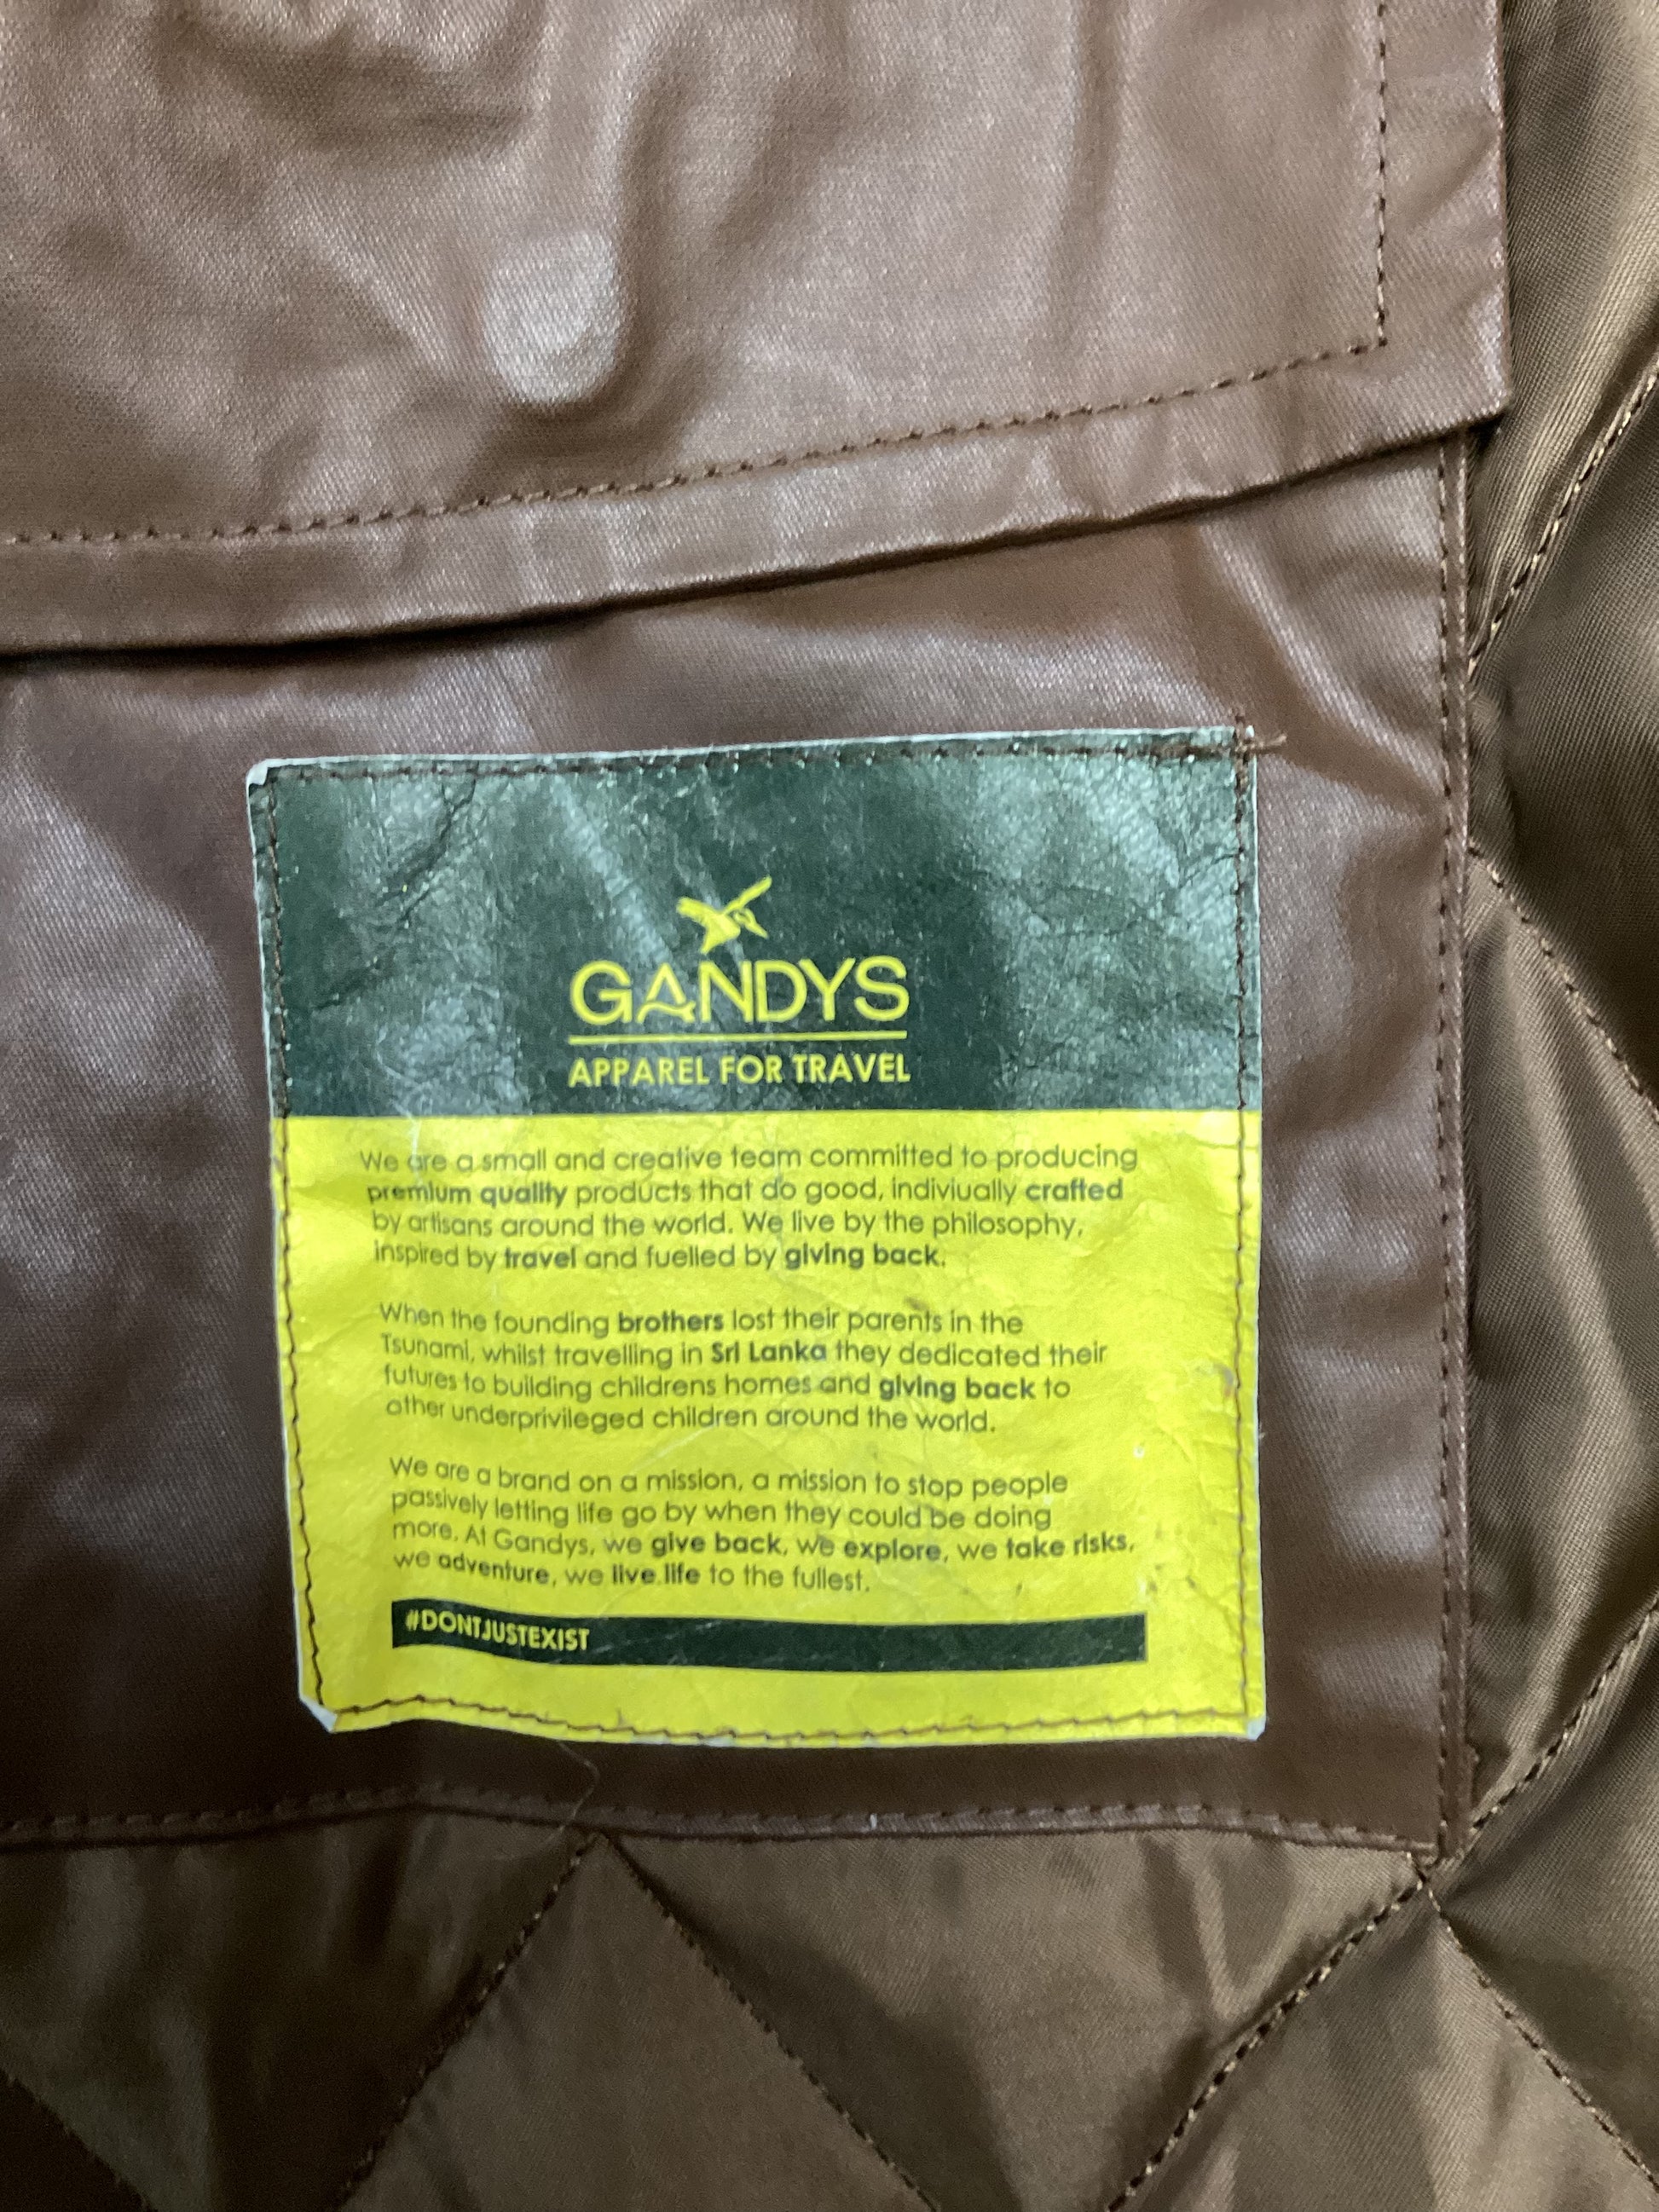 GANDYS
APPAREL FOR TRAVEL
We are a small and creative team committed to producing
premium quality products that do good, indiviually crafted
by artisans around the world. We live by the philosophy,
inspired by travel and fuelled by giving back.
When the founding brothers lost their parents in the
Tsunami, whilst travelling in Sri Lanka they dedicated their
futures to building childrens homes and giving back to
other underprivileged children around the world.
We are a brand on a mission, a mission to stop people
passively letting life go by when they could be doing
more. At Gandys, we give back, we explore, we take risks,
we adventure, we live life to the fullest.
#DONTJUSTEXIST